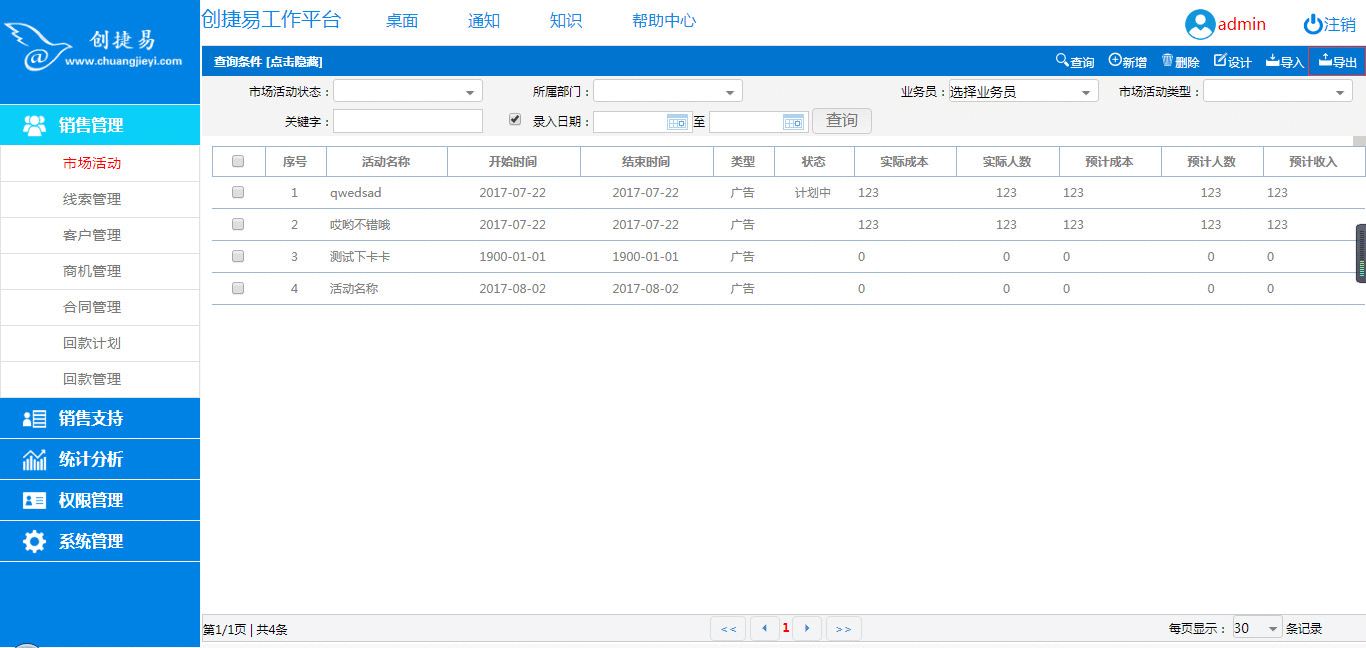 创捷易
www.chuangjieyi.com
创捷易工作平台 桌面 通知 知识 帮助中心 admin 注销
查询条件 [点击隐藏] 查询 新增 删除 设计 导入 导出
市场活动状态： 所属部门： 业务员： 选择业务员 市场活动类型：
关键字： 录入日期： 至 查询
销售管理
市场活动
线索管理
客户管理
商机管理
合同管理
回款计划
回款管理
销售支持
统计分析
权限管理
系统管理
序号 活动名称 开始时间 结束时间 类型 状态 实际成本 实际人数 预计成本 预计人数 预计收入
1 qwedsad 2017-07-22 2017-07-22 广告 计划中 123 123 123 123 123
2 哎哟不错哦 2017-07-22 2017-07-22 广告 123 123 123 123 123
3 测试下卡卡 1900-01-01 1900-01-01 广告 0 0 0 0 0
4 活动名称 2017-08-02 2017-08-02 广告 0 0 0 0 0
第1/1页 | 共4条 << 1 >> 每页显示： 30 条记录